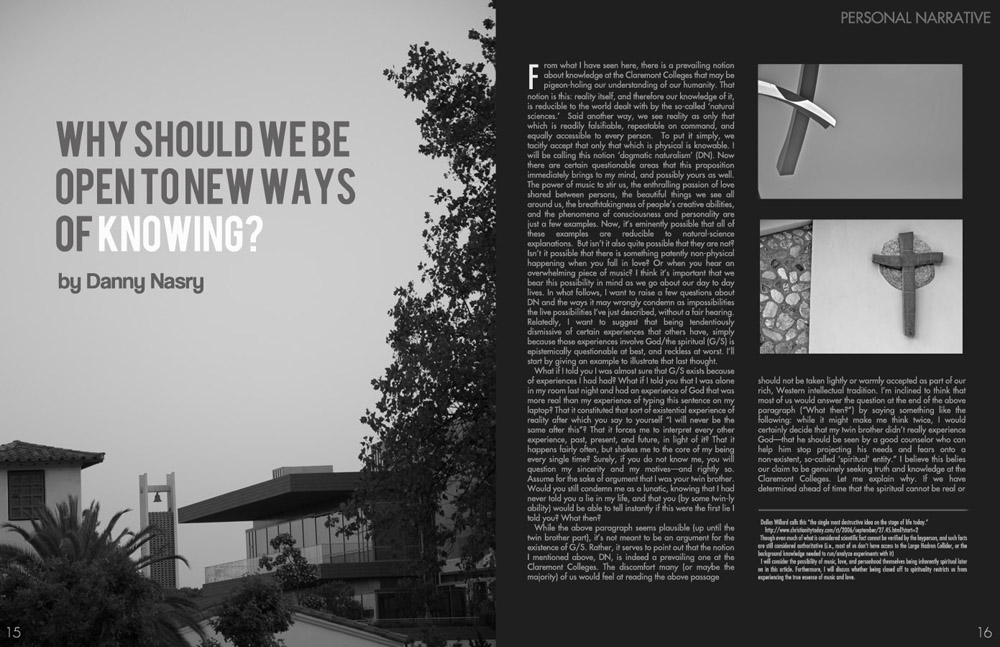 WHY SHOULD WE BE
OPEN TO NEW WAYS
OF KNOWING?
by Danny Nasry
15
PERSONAL NARRATIVE
From what I have seen here, there is a prevailing notion
about knowledge at the Claremont Colleges that may be
pigeon-holing our understanding of our humanity. That
notion is this: reality itself, and therefore our knowledge of it,
is reducible to the world dealt with by the so-called ‘natural
sciences.’ Said another way, we see reality as only that
which is readily falsifiable, repeatable on command, and
equally accessible to every person. To put it simply, we
tacitly accept that only that which is physical is knowable. I
will be calling this notion ‘dogmatic naturalism’ (DN). Now
there are certain questionable areas that this proposition
immediately brings to my mind, and possibly yours as well.
The power of music to stir us, the enthralling passion of love
shared between persons, the beautiful things we see all
around us, the breathtakingness of people’s creative abilities,
and the phenomena of consciousness and personality are
just a few examples. Now, it’s eminently possible that all of
these examples are reducible to natural-science
explanations. But isn’t it also quite possible that they are not?
Isn’t it possible that there is something patently non-physical
happening when you fall in love? Or when you hear an
overwhelming piece of music? I think it’s important that we
bear this possibility in mind as we go about our day to day
lives. In what follows, I want to raise a few questions about
DN and the ways it may wrongly condemn as impossibilities
the live possibilities I’ve just described, without a fair hearing.
Relatedly, I want to suggest that being tendentiously
dismissive of certain experiences that others have, simply
because those experiences involve God/the spiritual (G/S) is
epistemically questionable at best, and reckless at worst. I’ll
start by giving an example to illustrate that last thought.
What if I told you I was almost sure that G/S exists because
of experiences I had had? What if I told you that I was alone
in my room last night and had an experience of God that was
more real than my experience of typing this sentence on my
laptop? That it constituted that sort of existential experience of
reality after which you say to yourself “I will never be the
same after this”? That it forces me to interpret every other
experience, past, present, and future, in light of it? That it
happens fairly often, but shakes me to the core of my being
every single time? Surely, if you do not know me, you will
question my sincerity and my motives—and rightly so.
Assume for the sake of argument that I was your twin brother.
Would you still condemn me as a lunatic, knowing that I had
never told you a lie in my life, and that you (by some twin-ly
ability) would be able to tell instantly if this were the first lie I
told you? What then?
While the above paragraph seems plausible (up until the
twin brother part), it’s not meant to be an argument for the
existence of G/S. Rather, it serves to point out that the notion
I mentioned above, DN, is indeed a prevailing one at the
Claremont Colleges. The discomfort many (or maybe the
majority) of us would feel at reading the above passage
should not be taken lightly or warmly accepted as part of our
rich, Western intellectual tradition. I’m inclined to think that
most of us would answer the question at the end of the above
paragraph (“What then?”) by saying something like the
following: while it might make me think twice, I would
certainly decide that my twin brother didn’t really experience
God—that he should be seen by a good counselor who can
help him stop projecting his needs and fears onto a
non-existent, so-called ‘spiritual’ entity.” I believe this belies
our claim to be genuinely seeking truth and knowledge at the
Claremont Colleges. Let me explain why. If we have
determined ahead of time that the spiritual cannot be real or
Dallas Willard calls this “the single most destructive idea on the stage of life today.”
http://www.christianitytoday.com/ct/2006/september/27.45.html?start=2
Though even much of what is considered scientific fact cannot be verified by the layperson, and such facts
are still considered authoritative (i.e., most of us don’t have access to the Large Hadron Collider, or the
background knowledge needed to run/analyze experiments with it)
I will consider the possibility of music, love, and personhood themselves being inherently spiritual later
on in this article. Furthermore, I will discuss whether being closed off to spirituality restricts us from
experiencing the true essence of music and love.
16